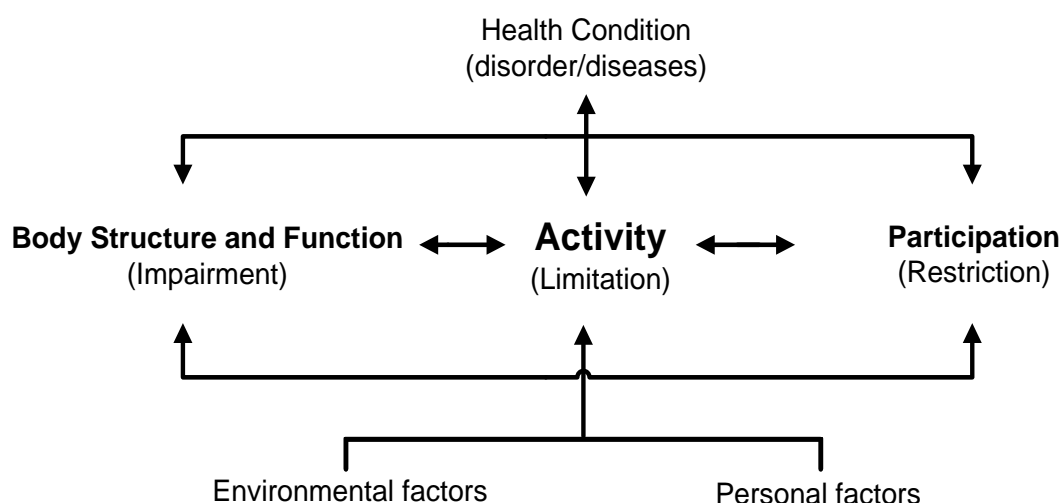 Health Condition
(disorder/diseases)
Body Structure and Function
(Impairment)
Activity
(Limitation)
Participation
(Restriction)
Environmental factors
Personal factors